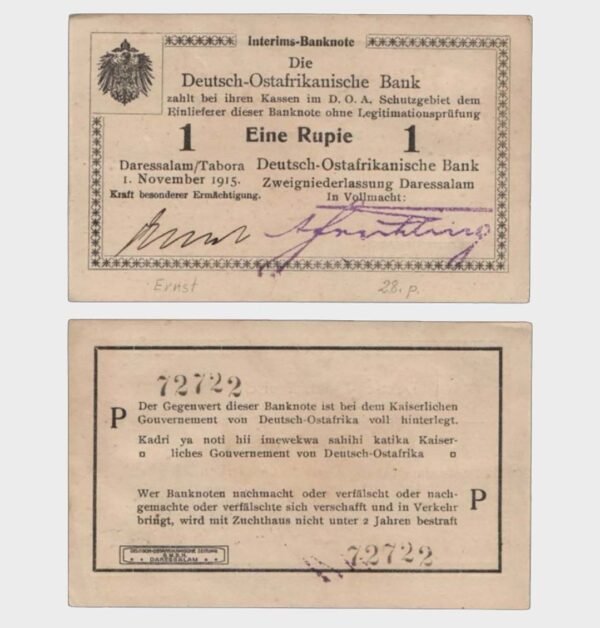 Interims-Banknote
Die
Deutsch-Ostafrikanische Bank
zahlt bei ihren Kassen im D. O. A. Schutzgebiet dem
Einlieferer dieser Banknote ohne Legitimationsprüfung
1 Eine Rupie 1
Daressalam/Tabora
1. November 1915.
Kraft besonderer Ermächtigung.
Deutsch-Ostafrikanische Bank
Zweigniederlassung Daressalam
In Vollmacht:
Ernst
28. p.
72722
P
Der Gegenwert dieser Banknote ist bei dem Kaiserlichen
Gouvernement von Deutsch-Ostafrika voll hinterlegt.
Kadri ya noti hii imewekwa sahihi katika Kaiser-
liches Gouvernement von Deutsch-Ostafrika
Wer Banknoten nachmacht oder verfälscht oder nach-
gemachte oder verfälschte sich verschafft und in Verkehr
bringt, wird mit Zuchthaus nicht unter 2 Jahren bestraft
P
DEUTSCH-OSTAFRIKANISCHE ZEITUNG
G.M.B.H.
DARESSALAM
72722